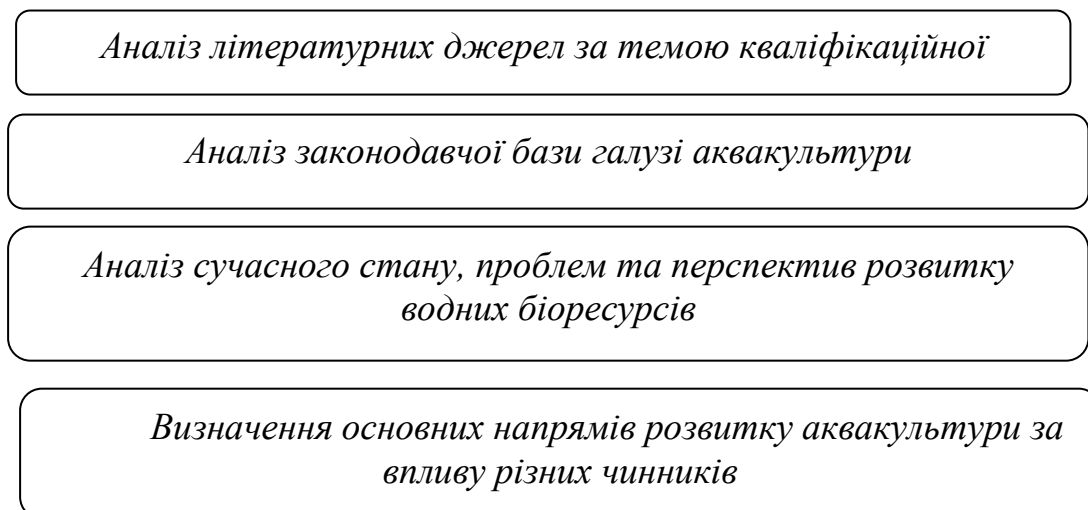 Аналіз літературних джерел за темою кваліфікаційної
Аналіз законодавчої бази галузі аквакультури
Аналіз сучасного стану, проблем та перспектив розвитку
водних біоресурсів
Визначення основних напрямів розвитку аквакультури за
впливу різних чинників